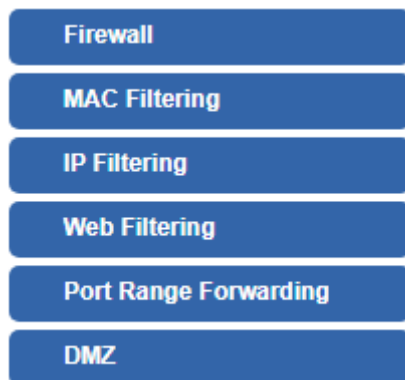 Firewall
MAC Filtering
IP Filtering
Web Filtering
Port Range Forwarding
DMZ